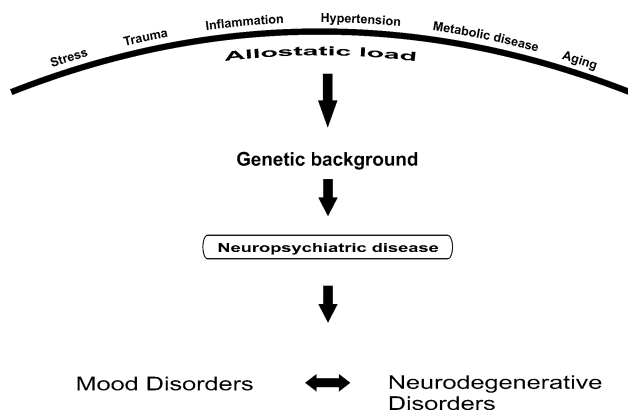 Stress
Trauma
Inflammation
Hypertension
Metabolic disease
Aging
Allostatic load
Genetic background
Neuropsychiatric disease
Mood Disorders
Neurodegenerative
Disorders